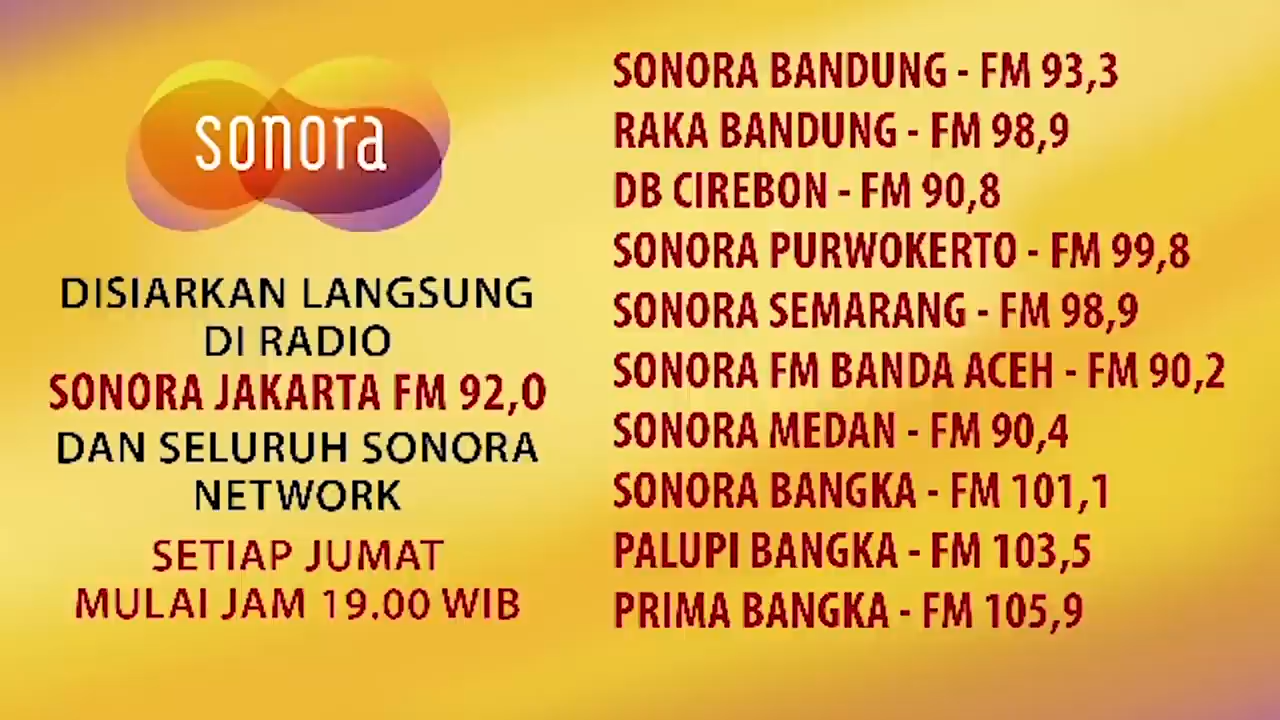 sonora
DISIARKAN LANGSUNG
DI RADIO
SONORA JAKARTA FM 92,0
DAN SELURUH SONORA
NETWORK
SETIAP JUMAT
MULAI JAM 19.00 WIB
SONORA BANDUNG - FM 93,3
RAKA BANDUNG - FM 98,9
DB CIREBON - FM 90,8
SONORA PURWOKERTO - FM 99,8
SONORA SEMARANG - FM 98,9
SONORA FM BANDA ACEH - FM 90,2
SONORA MEDAN - FM 90,4
SONORA BANGKA - FM 101,1
PALUPI BANGKA - FM 103,5
PRIMA BANGKA - FM 105,9